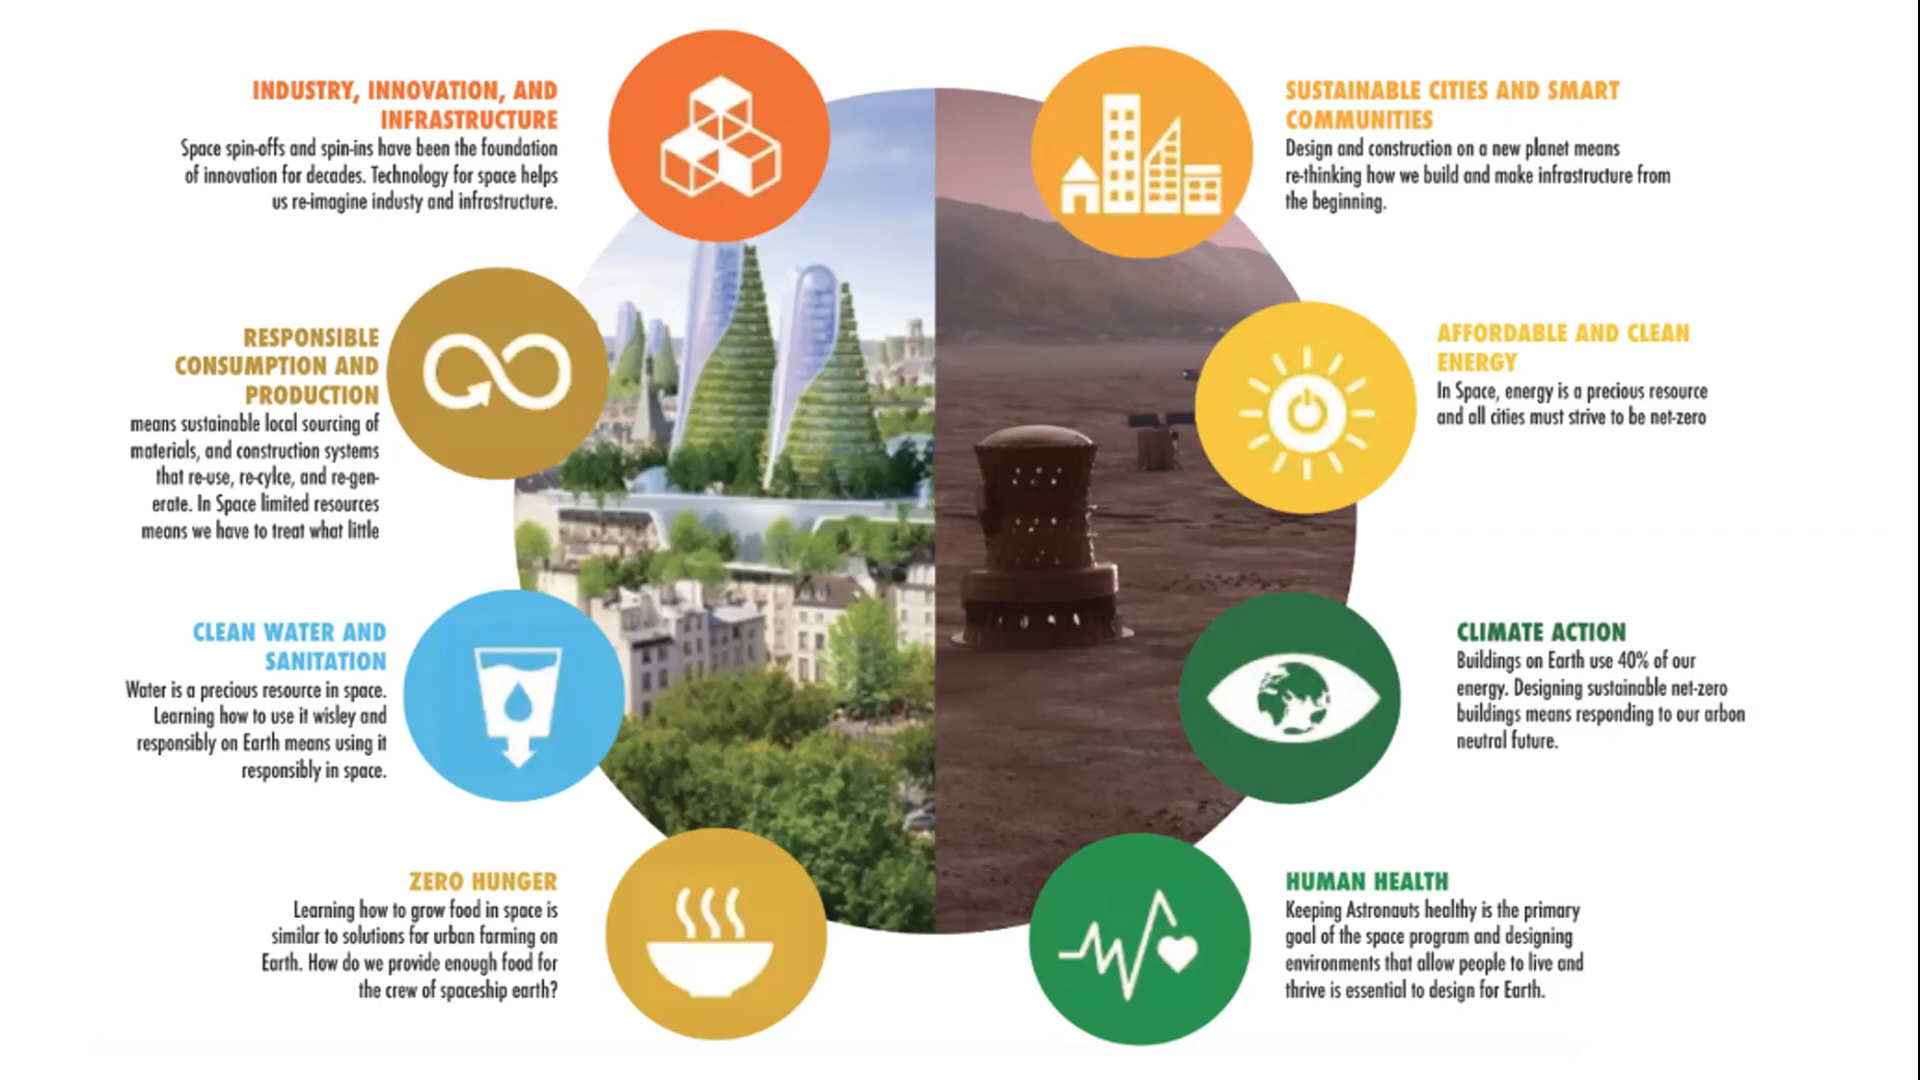 INDUSTRY, INNOVATION, AND
INFRASTRUCTURE
Space spin-offs and spin-ins have been the foundation
of innovation for decades. Technology for space helps
us re-imagine industy and infrastructure.
RESPONSIBLE
CONSUMPTION AND
PRODUCTION
means sustainable local sourcing of
materials, and construction systems
that re-use, re-cylce, and re-gen-
erate. In Space limited resources
means we have to treat what little
CLEAN WATER AND
SANITATION
Water is a precious resource in space.
Learning how to use it wisley and
responsibly on Earth means using it
responsibly in space.
ZERO HUNGER
Learning how to grow food in space is
similar to solutions for urban farming on
Earth. How do we provide enough food for
the crew of spaceship earth?
SUSTAINABLE CITIES AND SMART
COMMUNITIES
Design and construction on a new planet means
re-thinking how we build and make infrastructure from
the beginning.
AFFORDABLE AND CLEAN
ENERGY
In Space, energy is a precious resource
and all cities must strive to be net-zero
CLIMATE ACTION
Buildings on Earth use 40% of our
energy. Designing sustainable net-zero
buildings means responding to our arbon
neutral future.
HUMAN HEALTH
Keeping Astronauts healthy is the primary
goal of the space program and designing
environments that allow people to live and
thrive is essential to design for Earth.